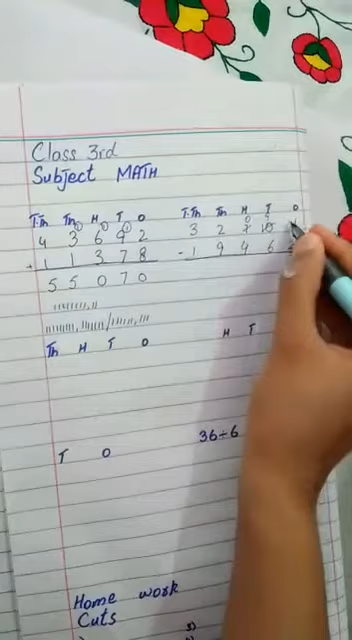 Class 3rd
Subject MATH
T.Th Th H T O T.Th Th H T O
4 3 6 9 2 3 2 7 10
+ 1 1 3 7 8 - 1 9 4 6
5 5 0 7 0
Th H T O H T
T O 36÷6
Home work
Cuts